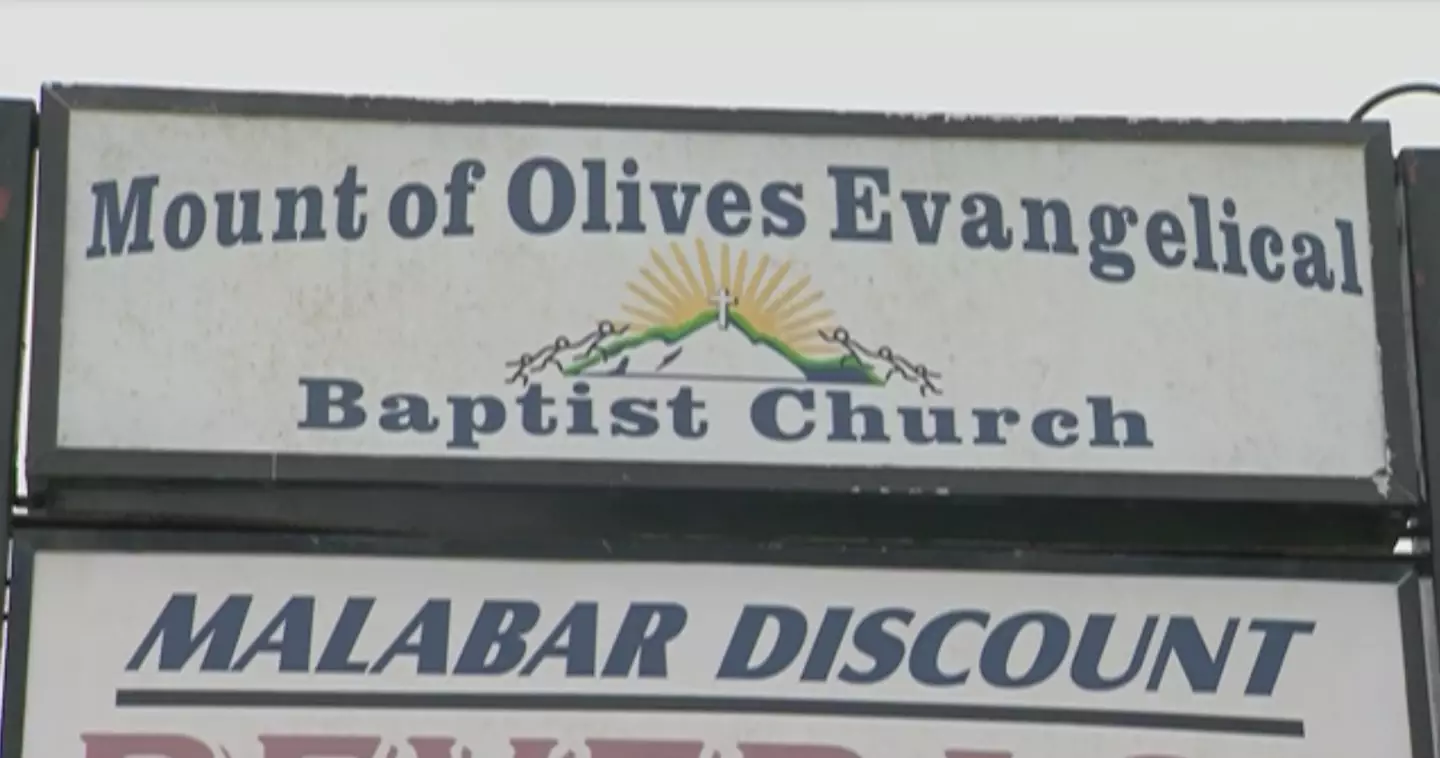 Mount of Olives Evangelical
Baptist Church
MALABAR DISCOUNT